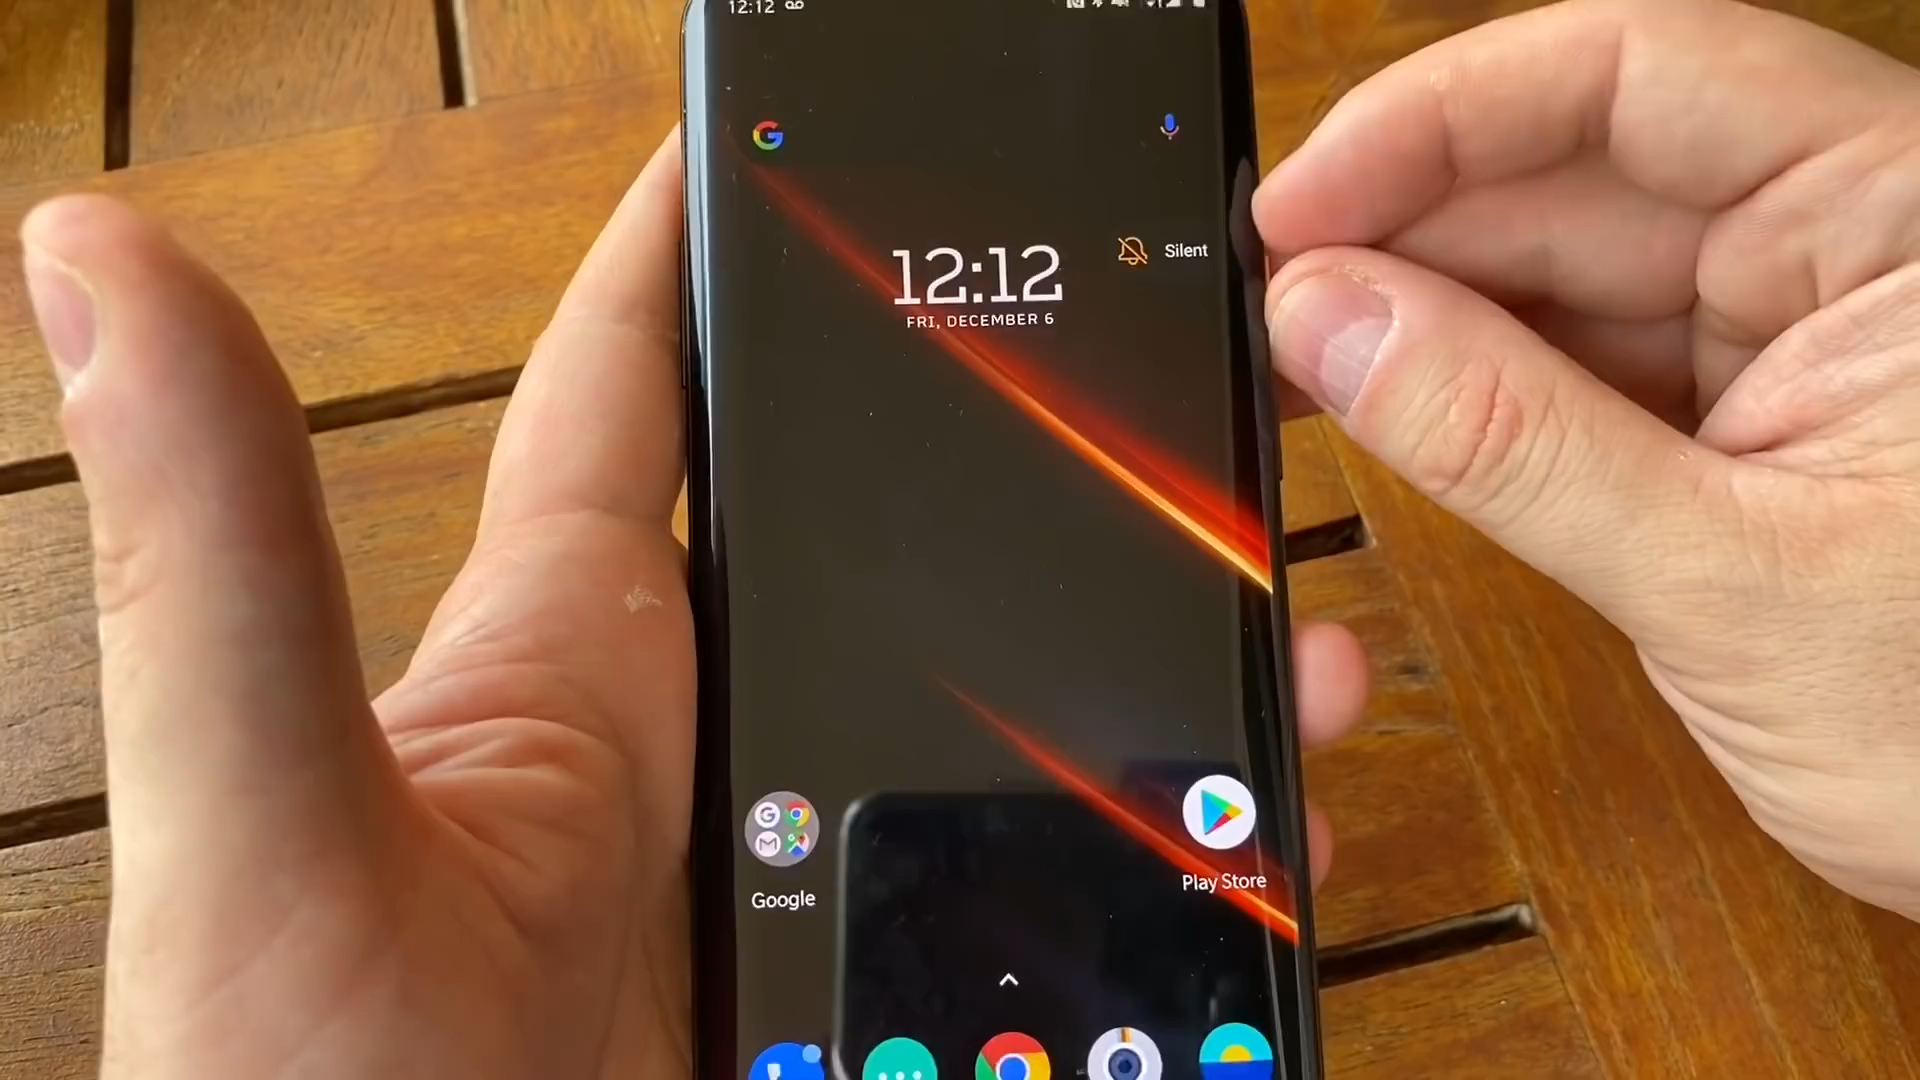 12:12
12:12
Silent
FRI, DECEMBER 6
Google
Play Store